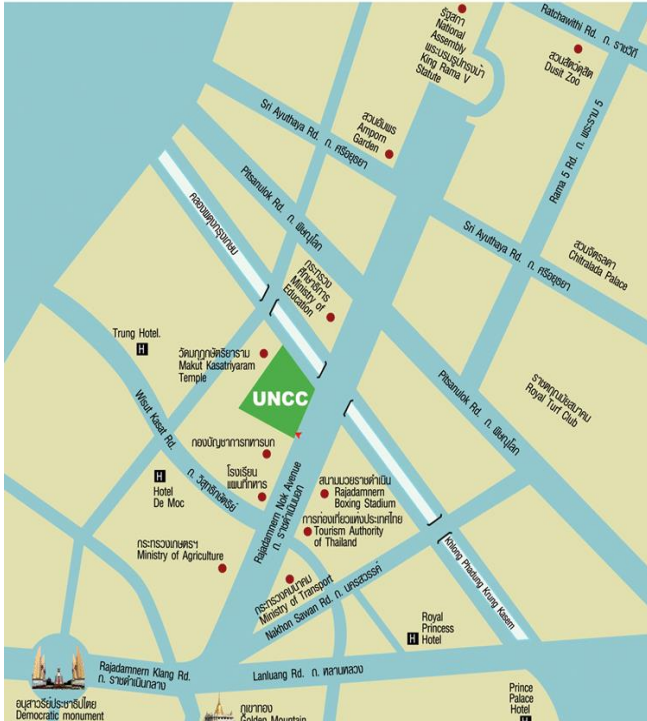 รัฐสภา
National
Assembly
พระบรมรูปทรงม้า
King Rama V
Statute
Ratchawithi Rd. ถ. ราชวิถี
สวนสัตว์ดุสิต
Dusit Zoo
สวนอัมพร
Amporn
Garden
Sri Ayuthaya Rd. ถ. ศรีอยุธยา
Rama 5 Rd. ถ. พระราม 5
Pitsanulok Rd. ถ. พิษณุโลก
คลองผดุงกรุงเกษม
Sri Ayuthaya Rd. ถ. ศรีอยุธยา
สวนจิตรลดา
Chitralada Palace
กระทรวง
ศึกษาธิการ
Ministry of
Education
Trung Hotel.
H
วัดมกุฏกษัตริยาราม
Makut Kasatriyaram
Temple
UNCC
Pitsanulok Rd. ถ. พิษณุโลก
ราชตฤณมัยสมาคม
Royal Turf Club
Wisut Kasat Rd.
ถ. วิสุทธิกษัตริย์
กองบัญชาการทหารบก
โรงเรียน
แผนที่ทหาร
H
Hotel
De Moc
Rajadamnern Nok Avenue
ถ. ราชดำเนินนอก
สนามมวยราชดำเนิน
Rajadamnern
Boxing Stadium
การท่องเที่ยวแห่งประเทศไทย
Tourism Authority
of Thailand
กระทรวงเกษตรฯ
Ministry of Agriculture
กระทรวงคมนาคม
Ministry of Transport
Nakhon Sawan Rd. ถ. นครสวรรค์
Khlong Phadung Krung Kasem
Royal
Princess
Hotel
H
Rajadamnern Klang Rd.
ถ. ราชดำเนินกลาง
Lanluang Rd. ถ. หลานหลวง
อนุสาวรีย์ประชาธิปไตย
Democratic monument
ภูเขาทอง
Golden Mountain
Prince
Palace
Hotel
H